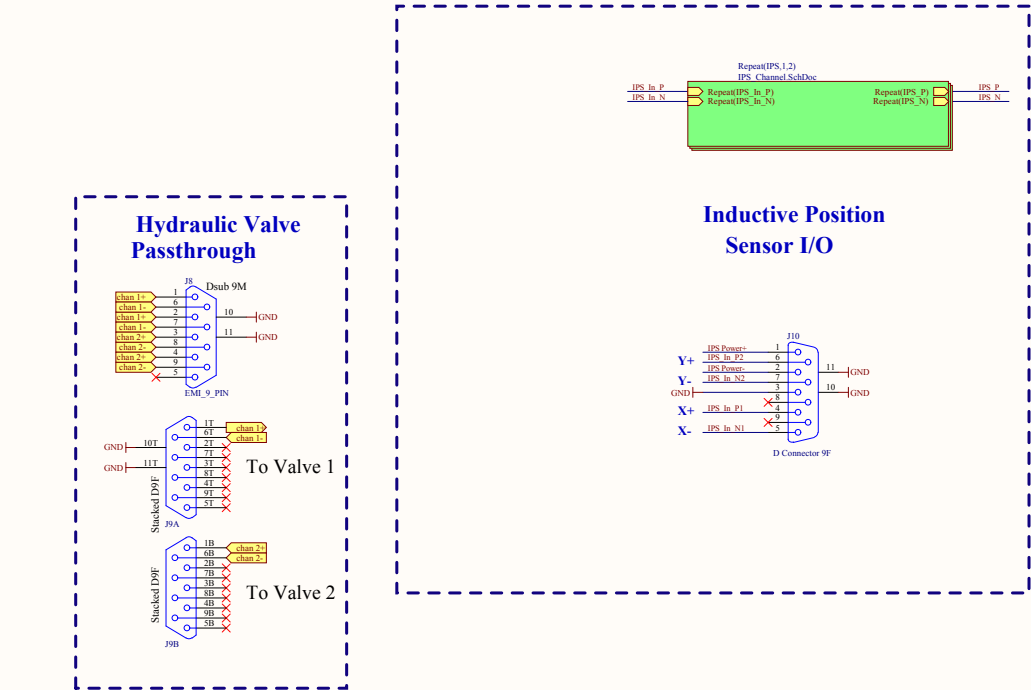 Repeat(IPS,1,2)
IPS_Channel.SchDoc
IPS_In_P
IPS_In_N
Repeat(IPS_In_P)
Repeat(IPS_In_N)
Repeat(IPS_P)
Repeat(IPS_N)
IPS_P
IPS_N
Inductive Position
Sensor I/O
Hydraulic Valve
Passthrough
J8
Dsub 9M
chan 1+ 1
chan 1- 6
chan 1+ 2
chan 1- 7
chan 2+ 3
chan 2- 8
chan 2+ 4
chan 2- 9
5
10 GND
11 GND
EMI_9_PIN
1T chan 1+
6T chan 1-
2T
7T
3T
8T
4T
9T
5T
GND 10T
GND 11T
To Valve 1
Stacked D9F
J9A
1B chan 2+
6B chan 2-
2B
7B
3B
8B
4B
9B
5B
To Valve 2
Stacked D9F
J9B
J10
IPS Power+ 1
Y+ IPS_In_P2 6
IPS Power- 2
Y- IPS_In_N2 7
GND 3
8
X+ IPS_In_P1 4
9
X- IPS_In_N1 5
11 GND
10 GND
D Connector 9F